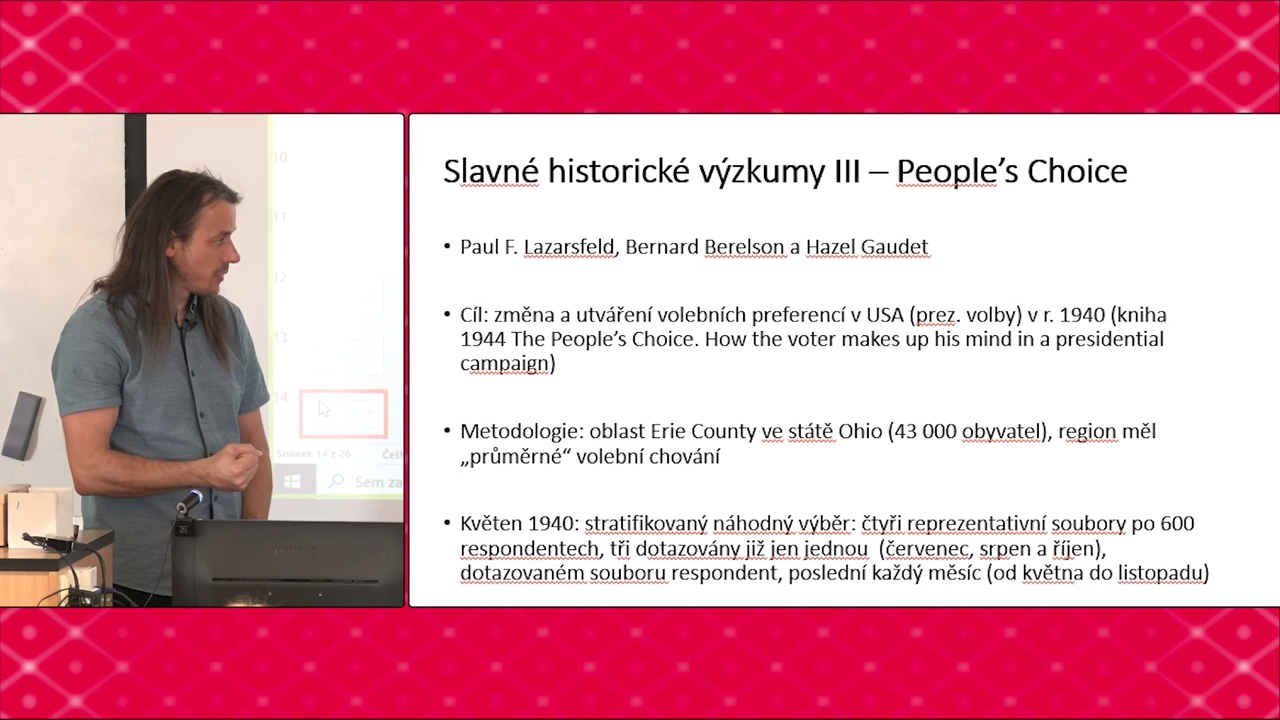 Slavné historické výzkumy III – People's Choice
• Paul F. Lazarsfeld, Bernard Berelson a Hazel Gaudet
• Cíl: změna a utváření volebních preferencí v USA (prez. volby) v r. 1940 (kniha
1944 The People's Choice. How the voter makes up his mind in a presidential
campaign)
• Metodologie: oblast Erie County ve státě Ohio (43 000 obyvatel), region měl
„průměrné“ volební chování
• Květen 1940: stratifikovaný náhodný výběr: čtyři reprezentativní soubory po 600
respondentech, tři dotazovány již jen jednou (červenec, srpen a říjen),
dotazovaném souboru respondent, poslední každý měsíc (od května do listopadu)
10
11
12
13
14
Snímek 14 z 26
Sem za